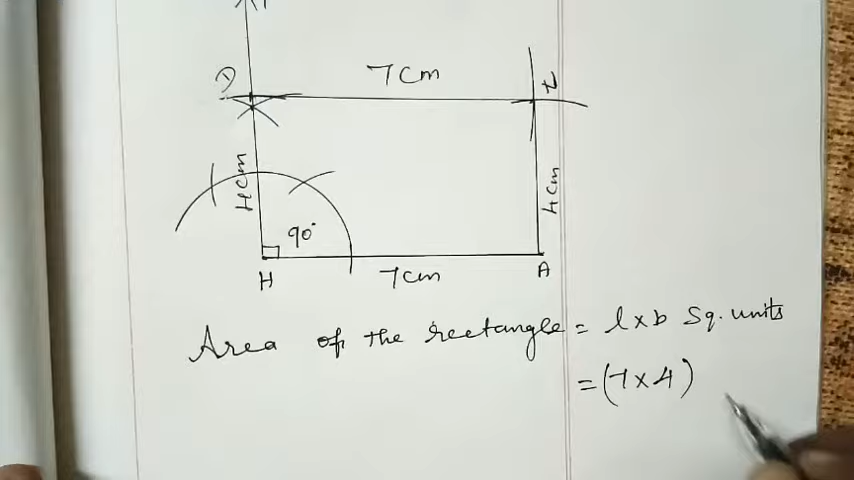 D
7cm
4cm
4cm
90°
H
7cm
A
Area of the rectangle = l×b Sq. units
= (7×4)